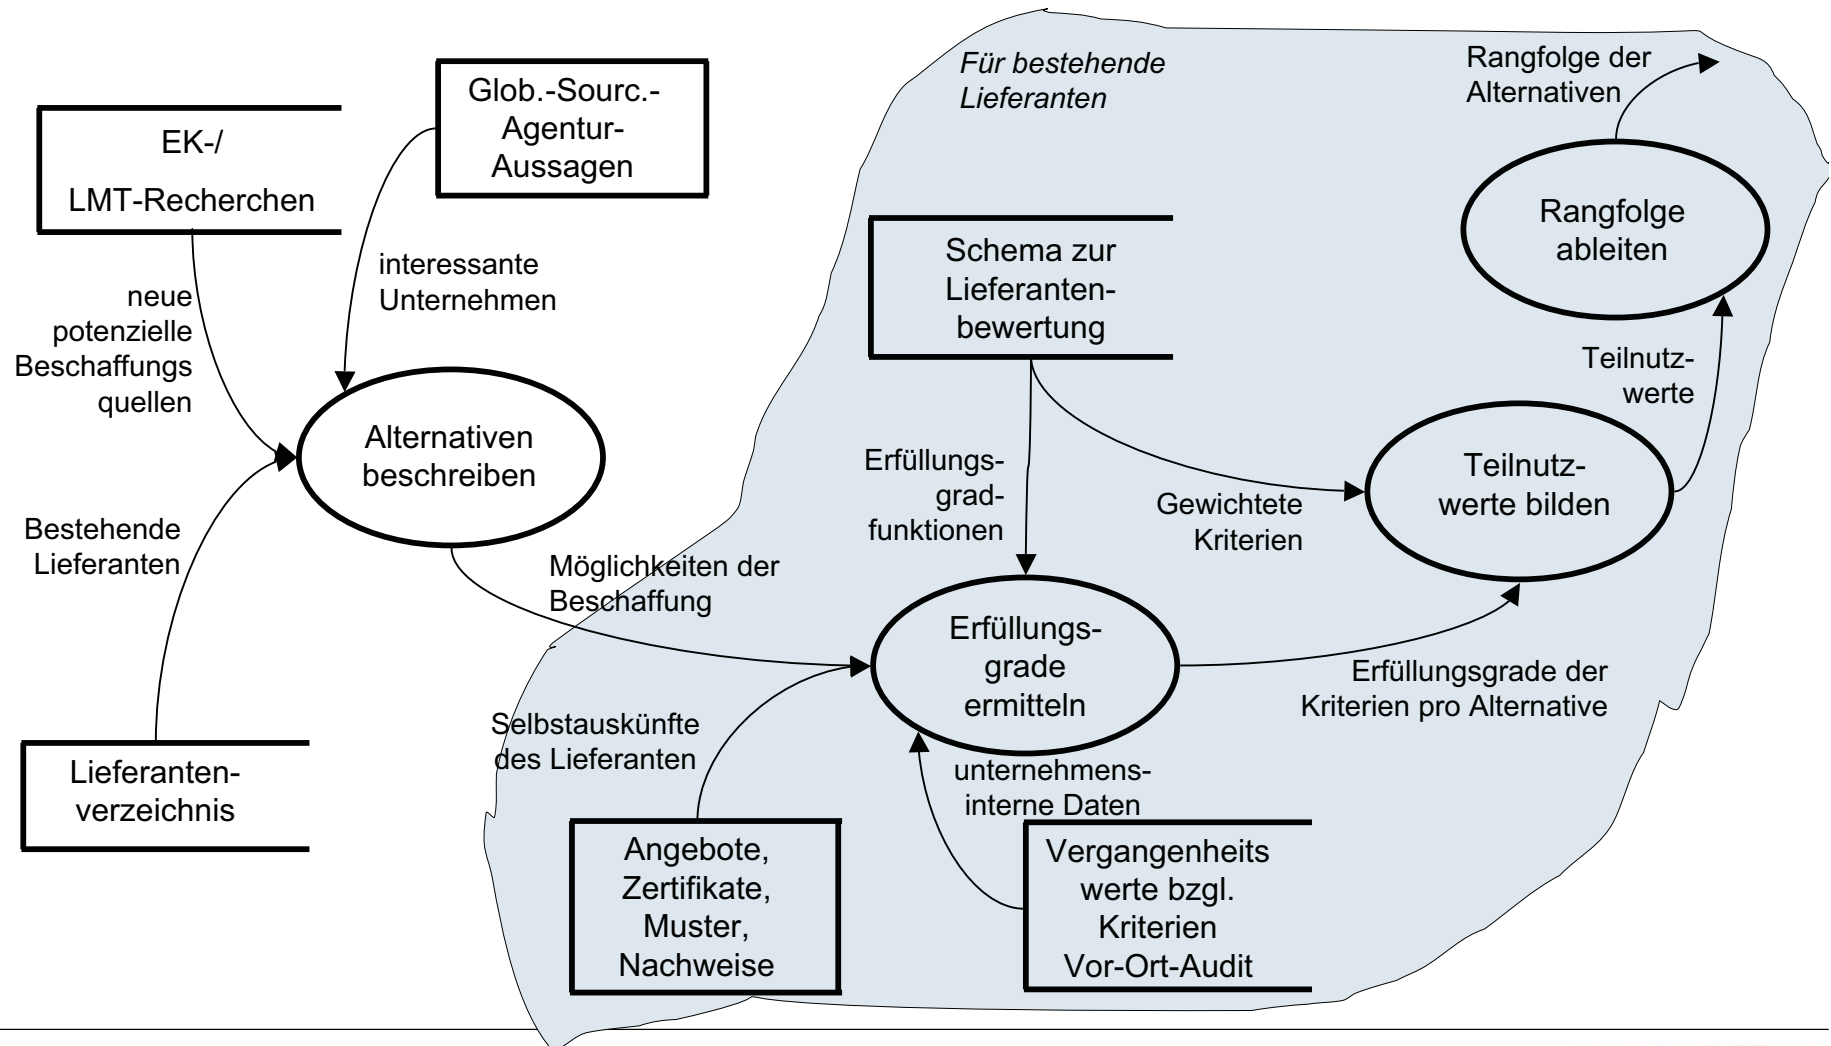 EK-/
LMT-Recherchen
Glob.-Sourc.-
Agentur-
Aussagen
Für bestehende
Lieferanten
Rangfolge der
Alternativen
Rangfolge
ableiten
Schema zur
Lieferanten-
bewertung
interessante
Unternehmen
neue
potenzielle
Beschaffungs
quellen
Alternativen
beschreiben
Teilnutz-
werte
Erfüllungs-
grad-
funktionen
Gewichtete
Kriterien
Teilnutz-
werte bilden
Bestehende
Lieferanten
Möglichkeiten der
Beschaffung
Erfüllungs-
grade
ermitteln
Erfüllungsgrade der
Kriterien pro Alternative
Selbstauskünfte
des Lieferanten
Lieferanten-
verzeichnis
unternehmens-
interne Daten
Angebote,
Zertifikate,
Muster,
Nachweise
Vergangenheits
werte bzgl.
Kriterien
Vor-Ort-Audit